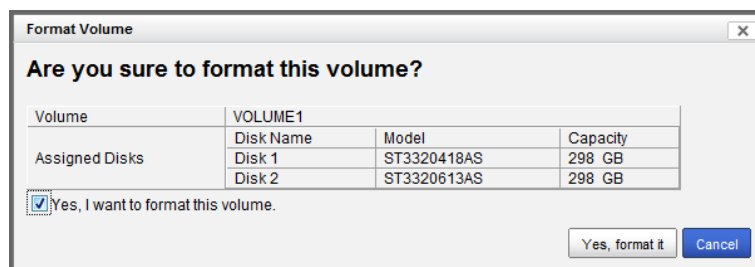 Format Volume
Are you sure to format this volume?
Volume VOLUME1
Assigned Disks
Disk Name Model Capacity
Disk 1 ST3320418AS 298 GB
Disk 2 ST3320613AS 298 GB
Yes, I want to format this volume.
Yes, format it Cancel